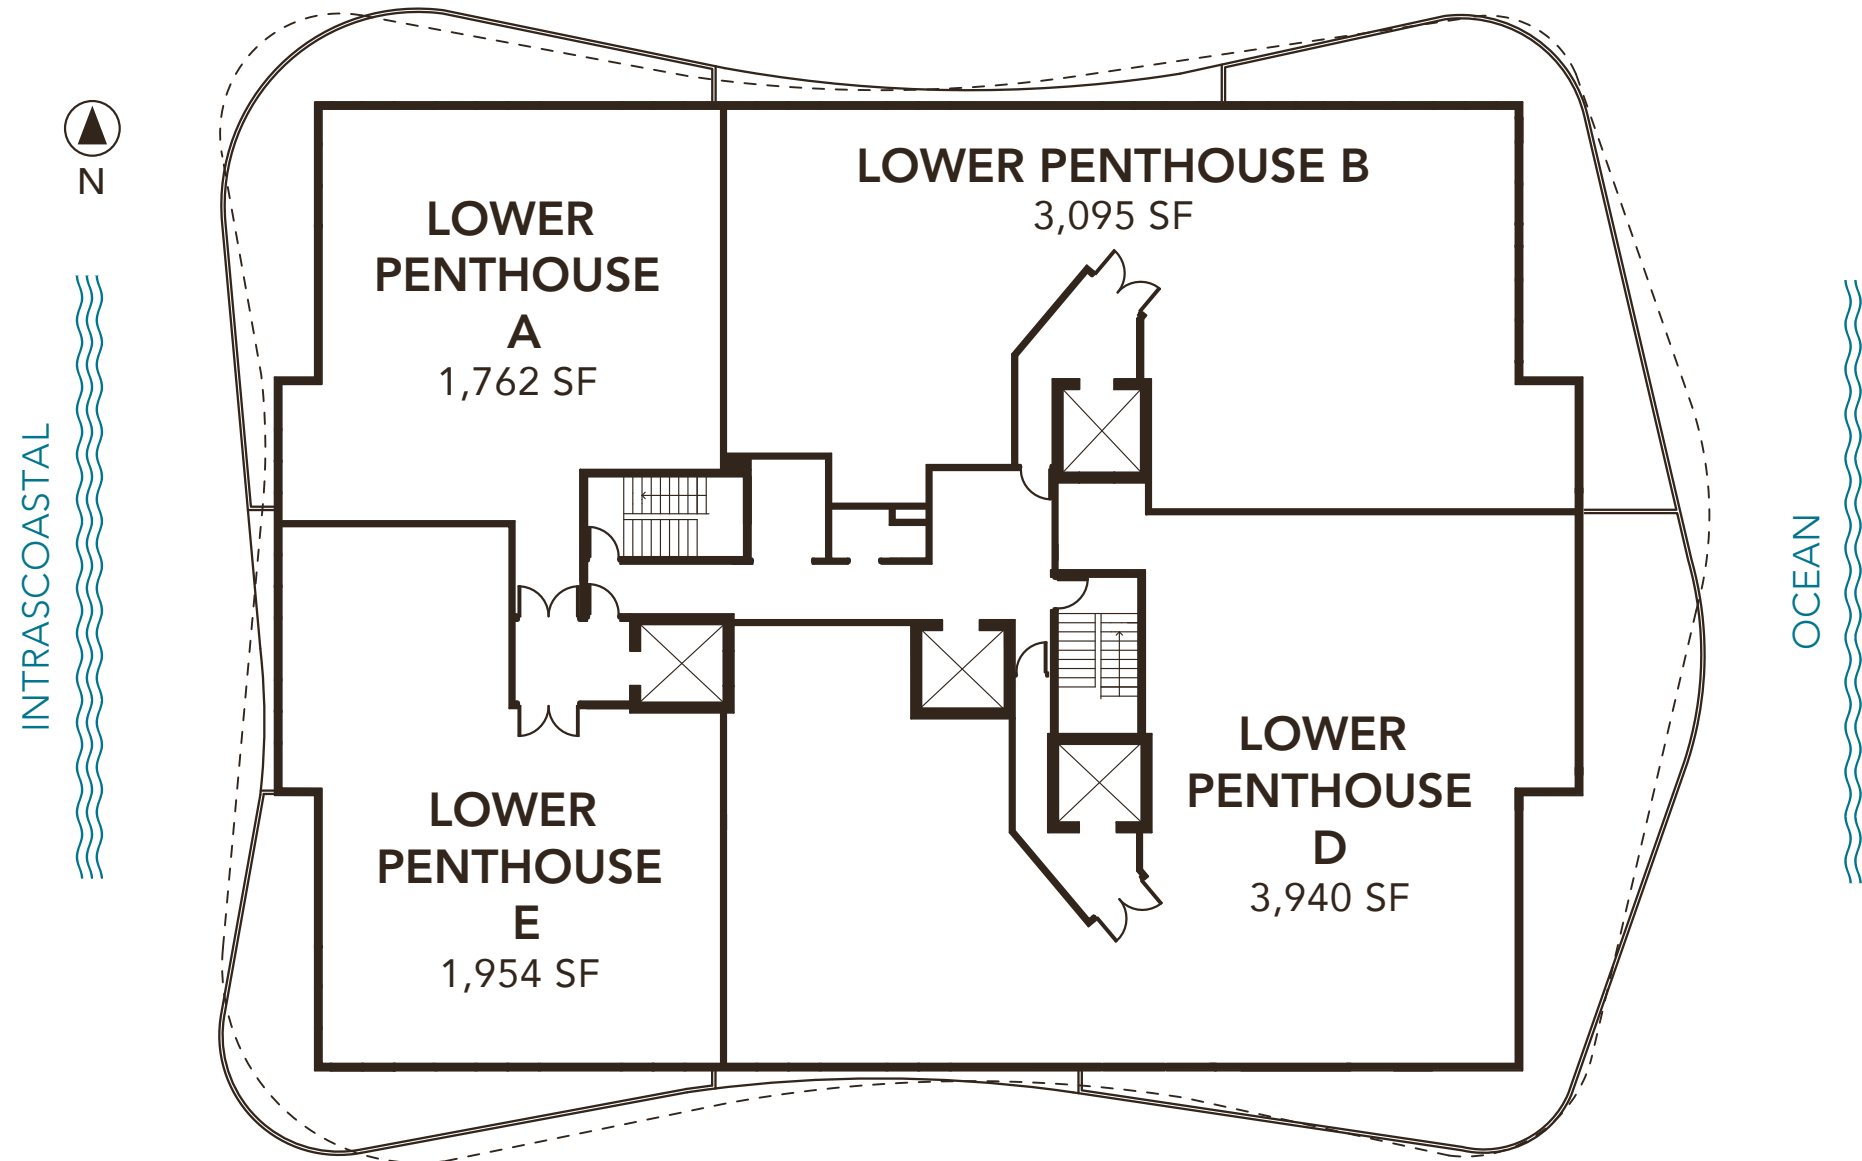 N
LOWER
PENTHOUSE
A
1,762 SF
LOWER PENTHOUSE B
3,095 SF
INTRASCOASTAL
OCEAN
LOWER
PENTHOUSE
E
1,954 SF
LOWER
PENTHOUSE
D
3,940 SF